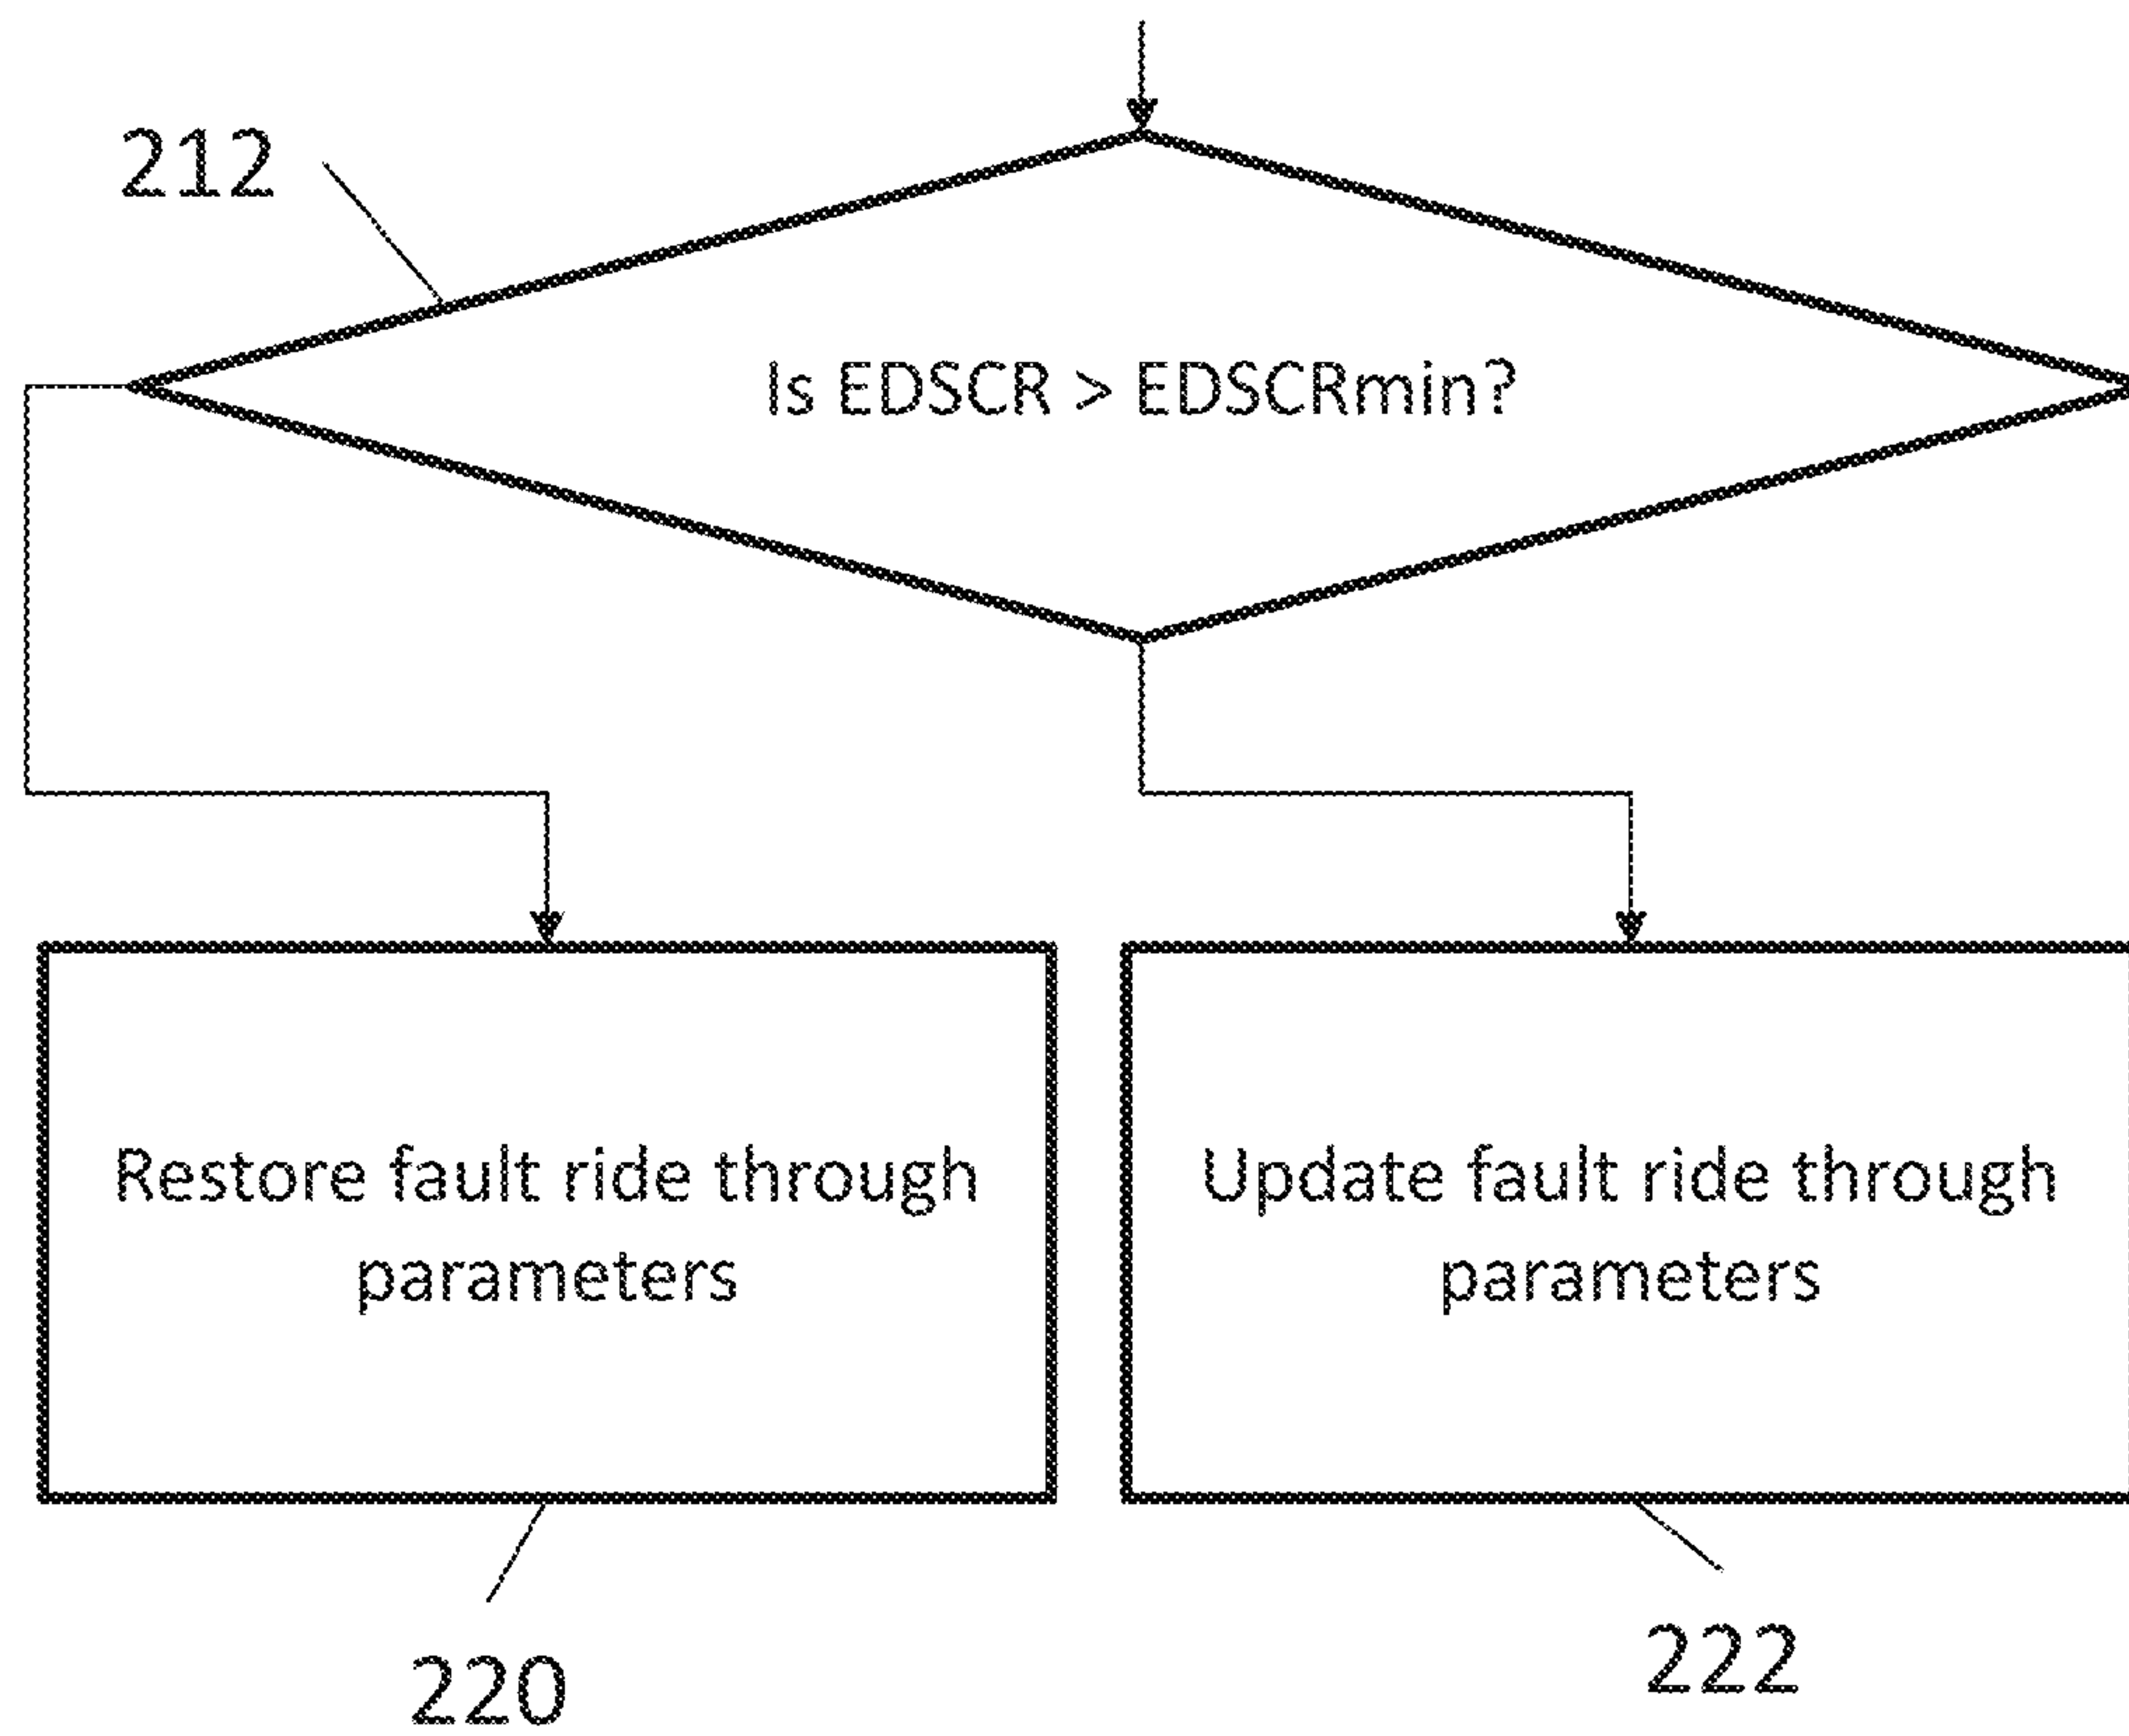 212
Is EDSCR > EDSCRmin?
Restore fault ride through
parameters
Update fault ride through
parameters
220
222